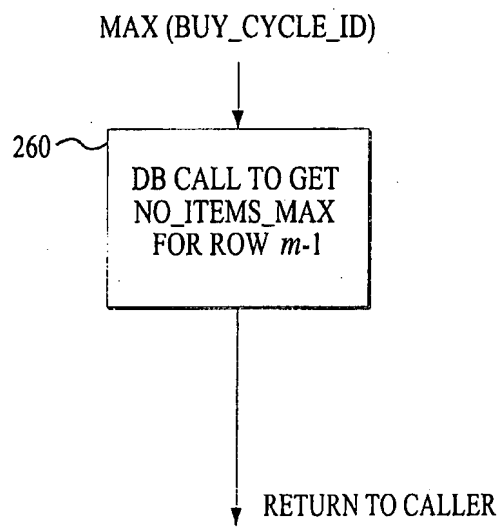 MAX (BUY_CYCLE_ID)
260
DB CALL TO GET
NO_ITEMS_MAX
FOR ROW m-1
RETURN TO CALLER